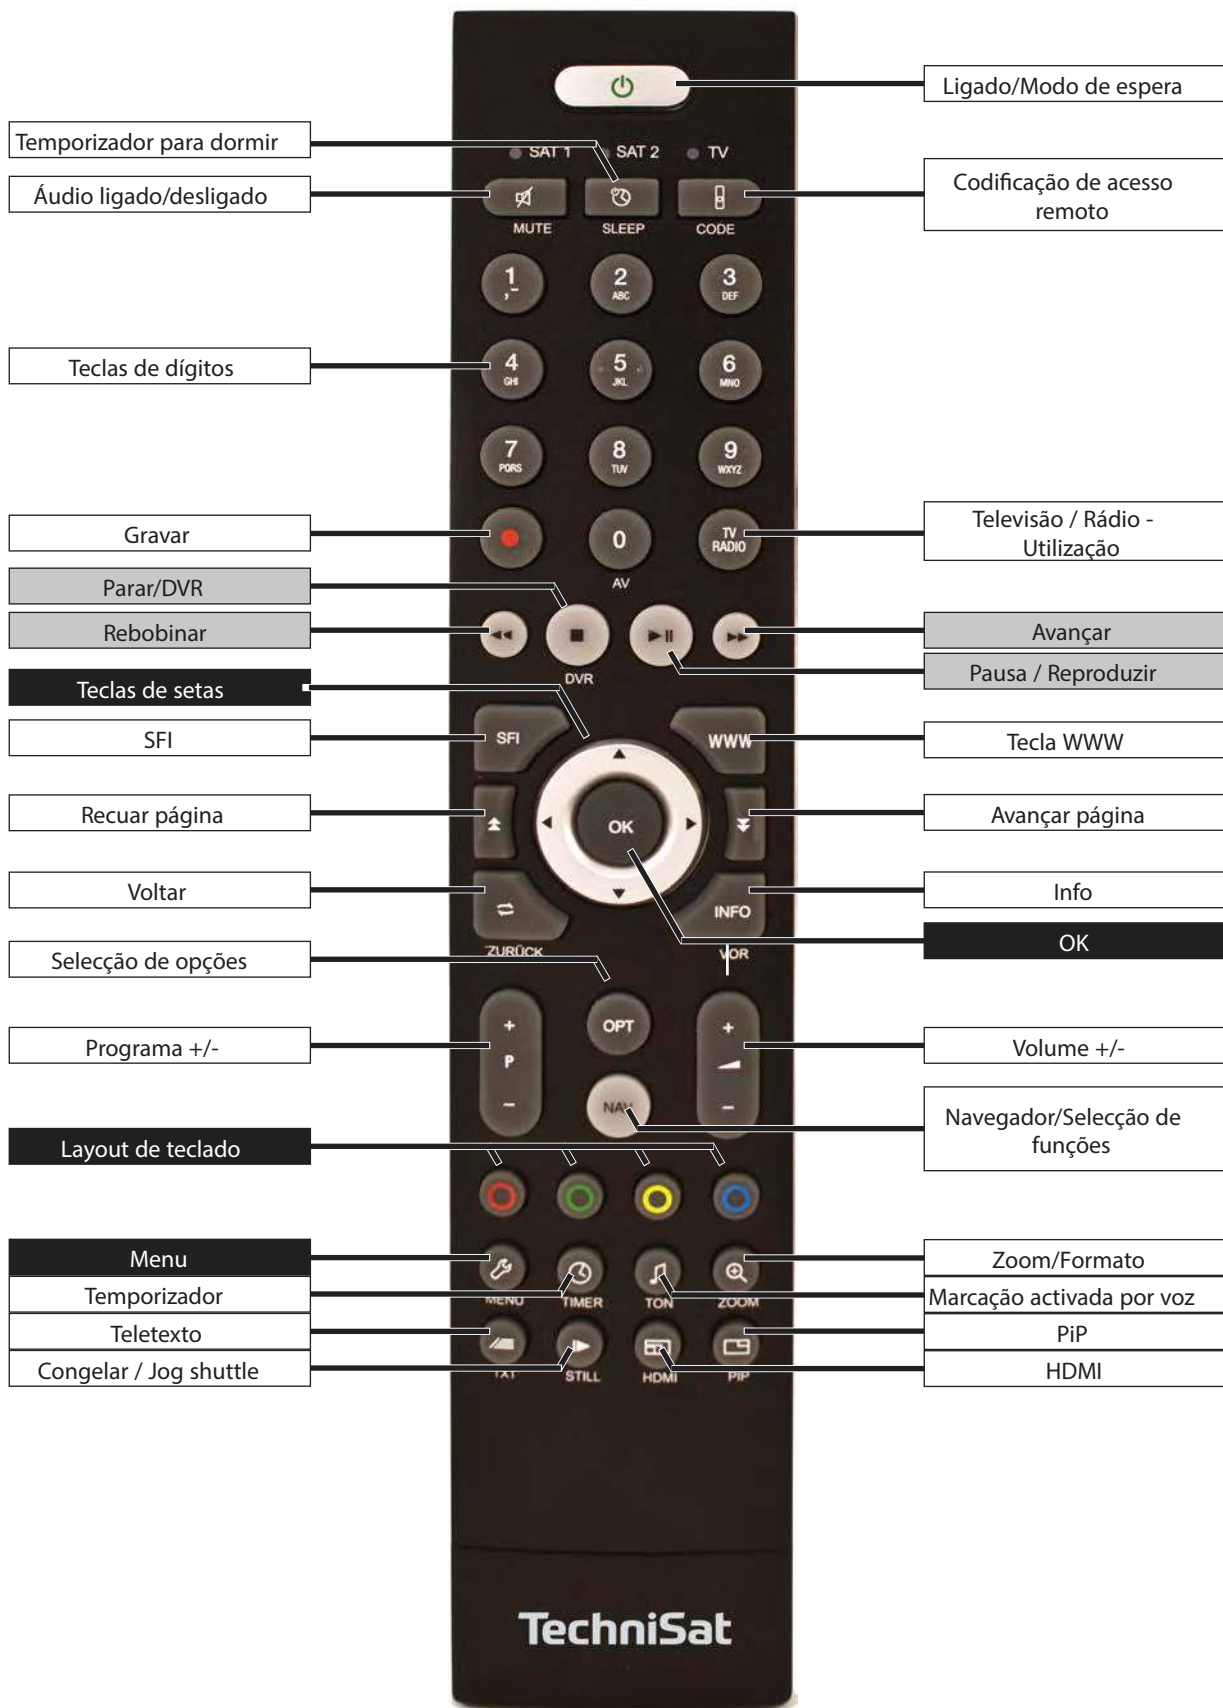 Ligado/Modo de espera
Temporizador para dormir
SAT 1 SAT 2 TV
Áudio ligado/desligado
Codificação de acesso
remoto
MUTE SLEEP CODE
1 2 3
,- ABC DEF
Teclas de dígitos
4 5 6
GHI JKL MNO
7 8 9
PQRS TUV WXYZ
Gravar
0
TV
RADIO
Televisão / Rádio -
Utilização
AV
Parar/DVR
Rebobinar
Avançar
Pausa / Reproduzir
DVR
Teclas de setas
SFI
SFI
WWW
Tecla WWW
Recuar página
OK
Avançar página
Voltar
INFO
Info
OK
ZURÜCK
VOR
Selecção de opções
OPT
+ +
Programa +/-
P
Volume +/-
- -
NAV
Navegador/Selecção de
funções
Layout de teclado
Menu
Zoom/Formato
Temporizador
MENU TIMER TON ZOOM
Marcação activada por voz
Teletexto
PiP
Congelar / Jog shuttle
TXT STILL HDMI PIP
HDMI
TechniSat